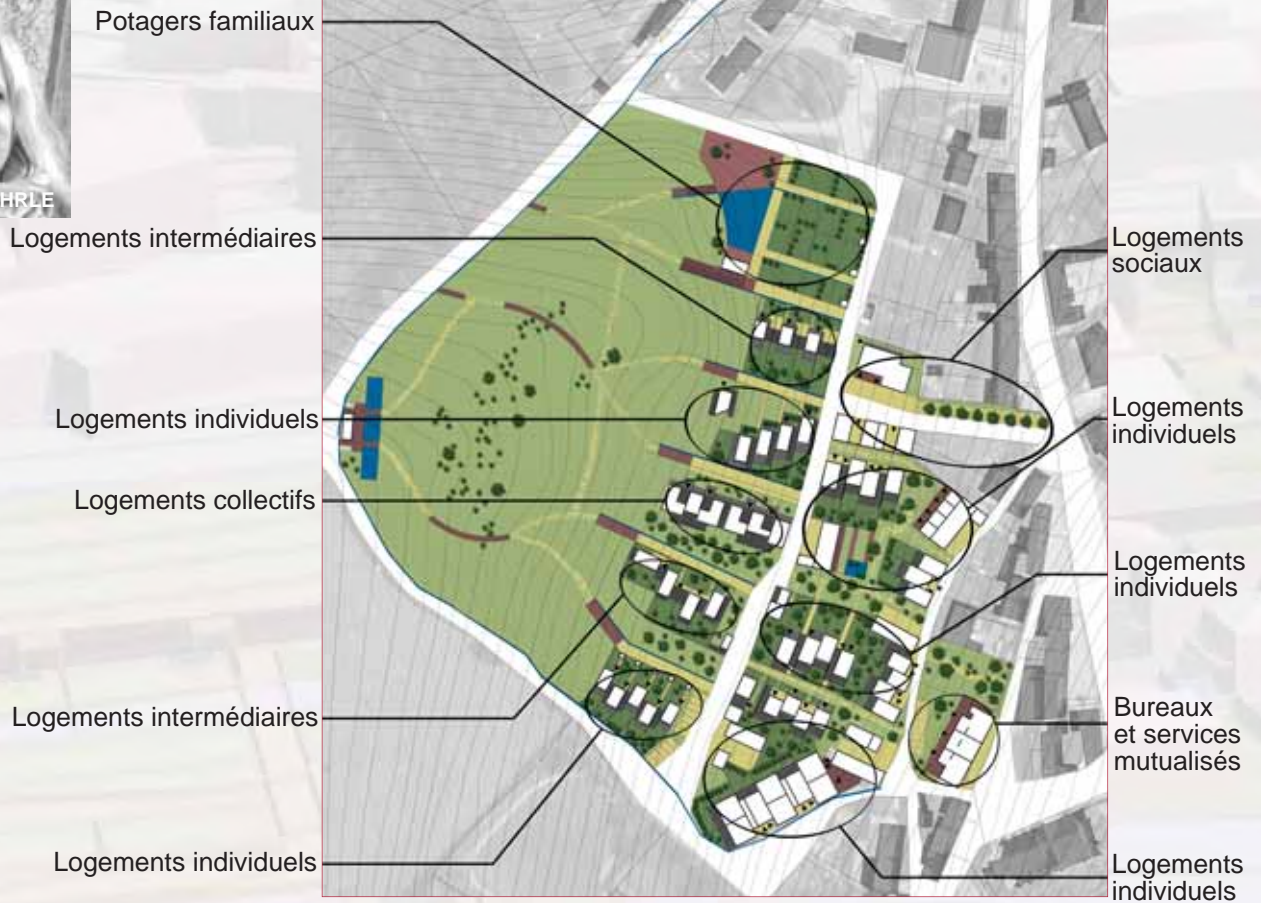 HRLE
Potagers familiaux
Logements intermédiaires
Logements individuels
Logements collectifs
Logements intermédiaires
Logements individuels
Logements
sociaux
Logements
individuels
Logements
individuels
Bureaux
et services
mutualisés
Logements
individuels